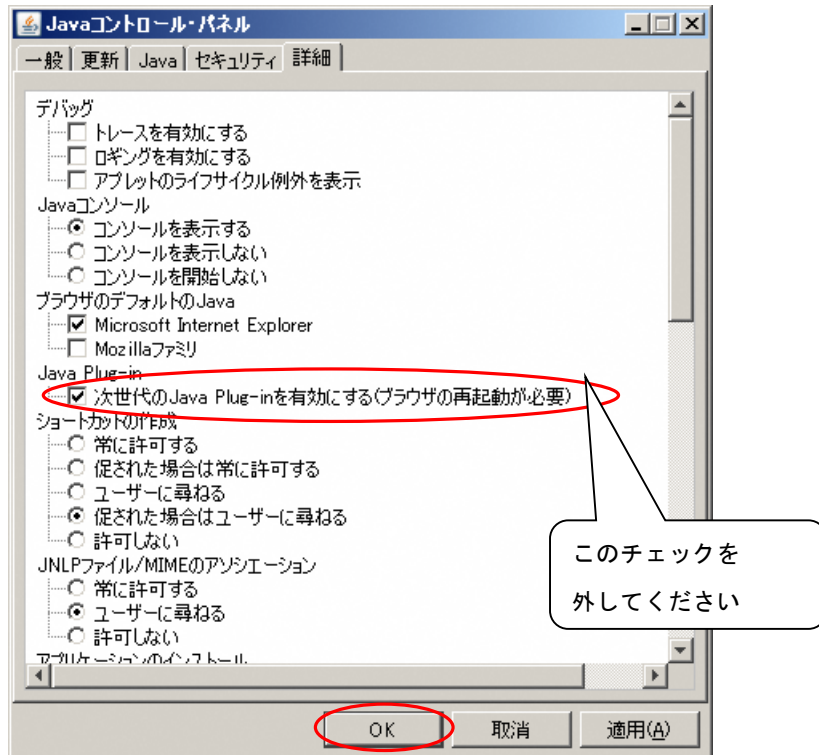 Javaコントロール・パネル
一般 更新 Java セキュリティ 詳細
デバッグ
トレースを有効にする
ロギングを有効にする
アプレットのライフサイクル例外を表示
Javaコンソール
コンソールを表示する
コンソールを表示しない
コンソールを開始しない
ブラウザのデフォルトのJava
Microsoft Internet Explorer
Mozillaファミリ
Java Plug-in
次世代のJava Plug-inを有効にする(ブラウザの再起動が必要)
ショートカットの作成
常に許可する
促された場合は常に許可する
ユーザーに尋ねる
促された場合はユーザーに尋ねる
許可しない
JNLPファイル/MIMEのアソシエーション
常に許可する
ユーザーに尋ねる
許可しない
アプリケーションのインストール
このチェックを
外してください
OK 取消 適用(A)